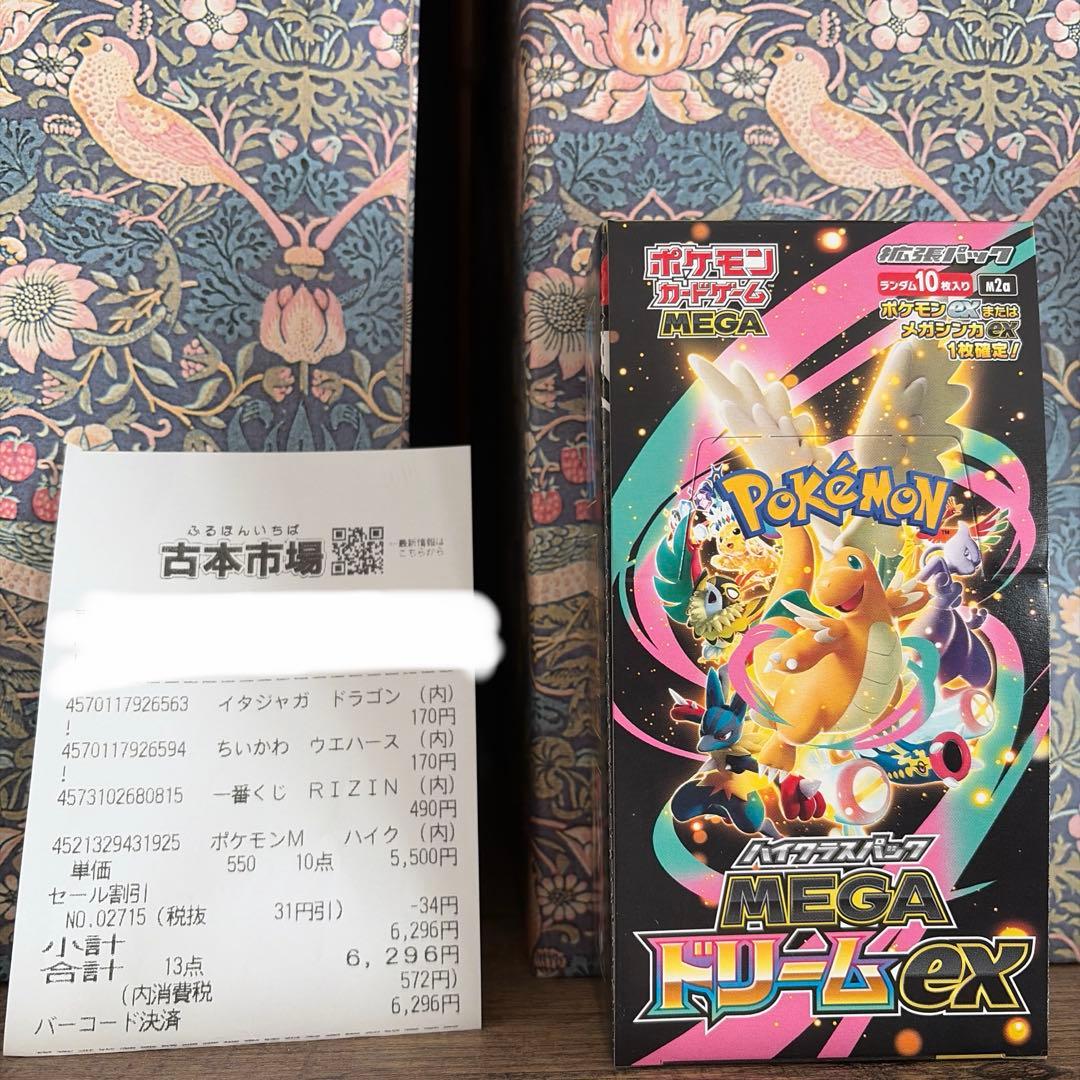 ふるほんいちば
古本市場
最新情報は
こちらから
4570117926563 イタジャガ ドラゴン (内)
! 170円
4570117926594 ちいかわ ウエハース (内)
! 170円
4573102680815 一番くじ RIZIN (内)
490円
4521329431925 ポケモンM ハイク (内)
単価 550 10点 5,500円
セール割引
NO.02715 (税抜 31円引) -34円
小計 6,296円
合計 13点 6,296円
(内消費税 572円)
バーコード決済 6,296円
ポケモン
カードゲーム
MEGA
拡張パック
ランダム10枚入り M2a
ポケモンexまたは
メガシンカex
1枚確定!
POKéMON
TM
ハイクラスパック
MEGA
ドリームex